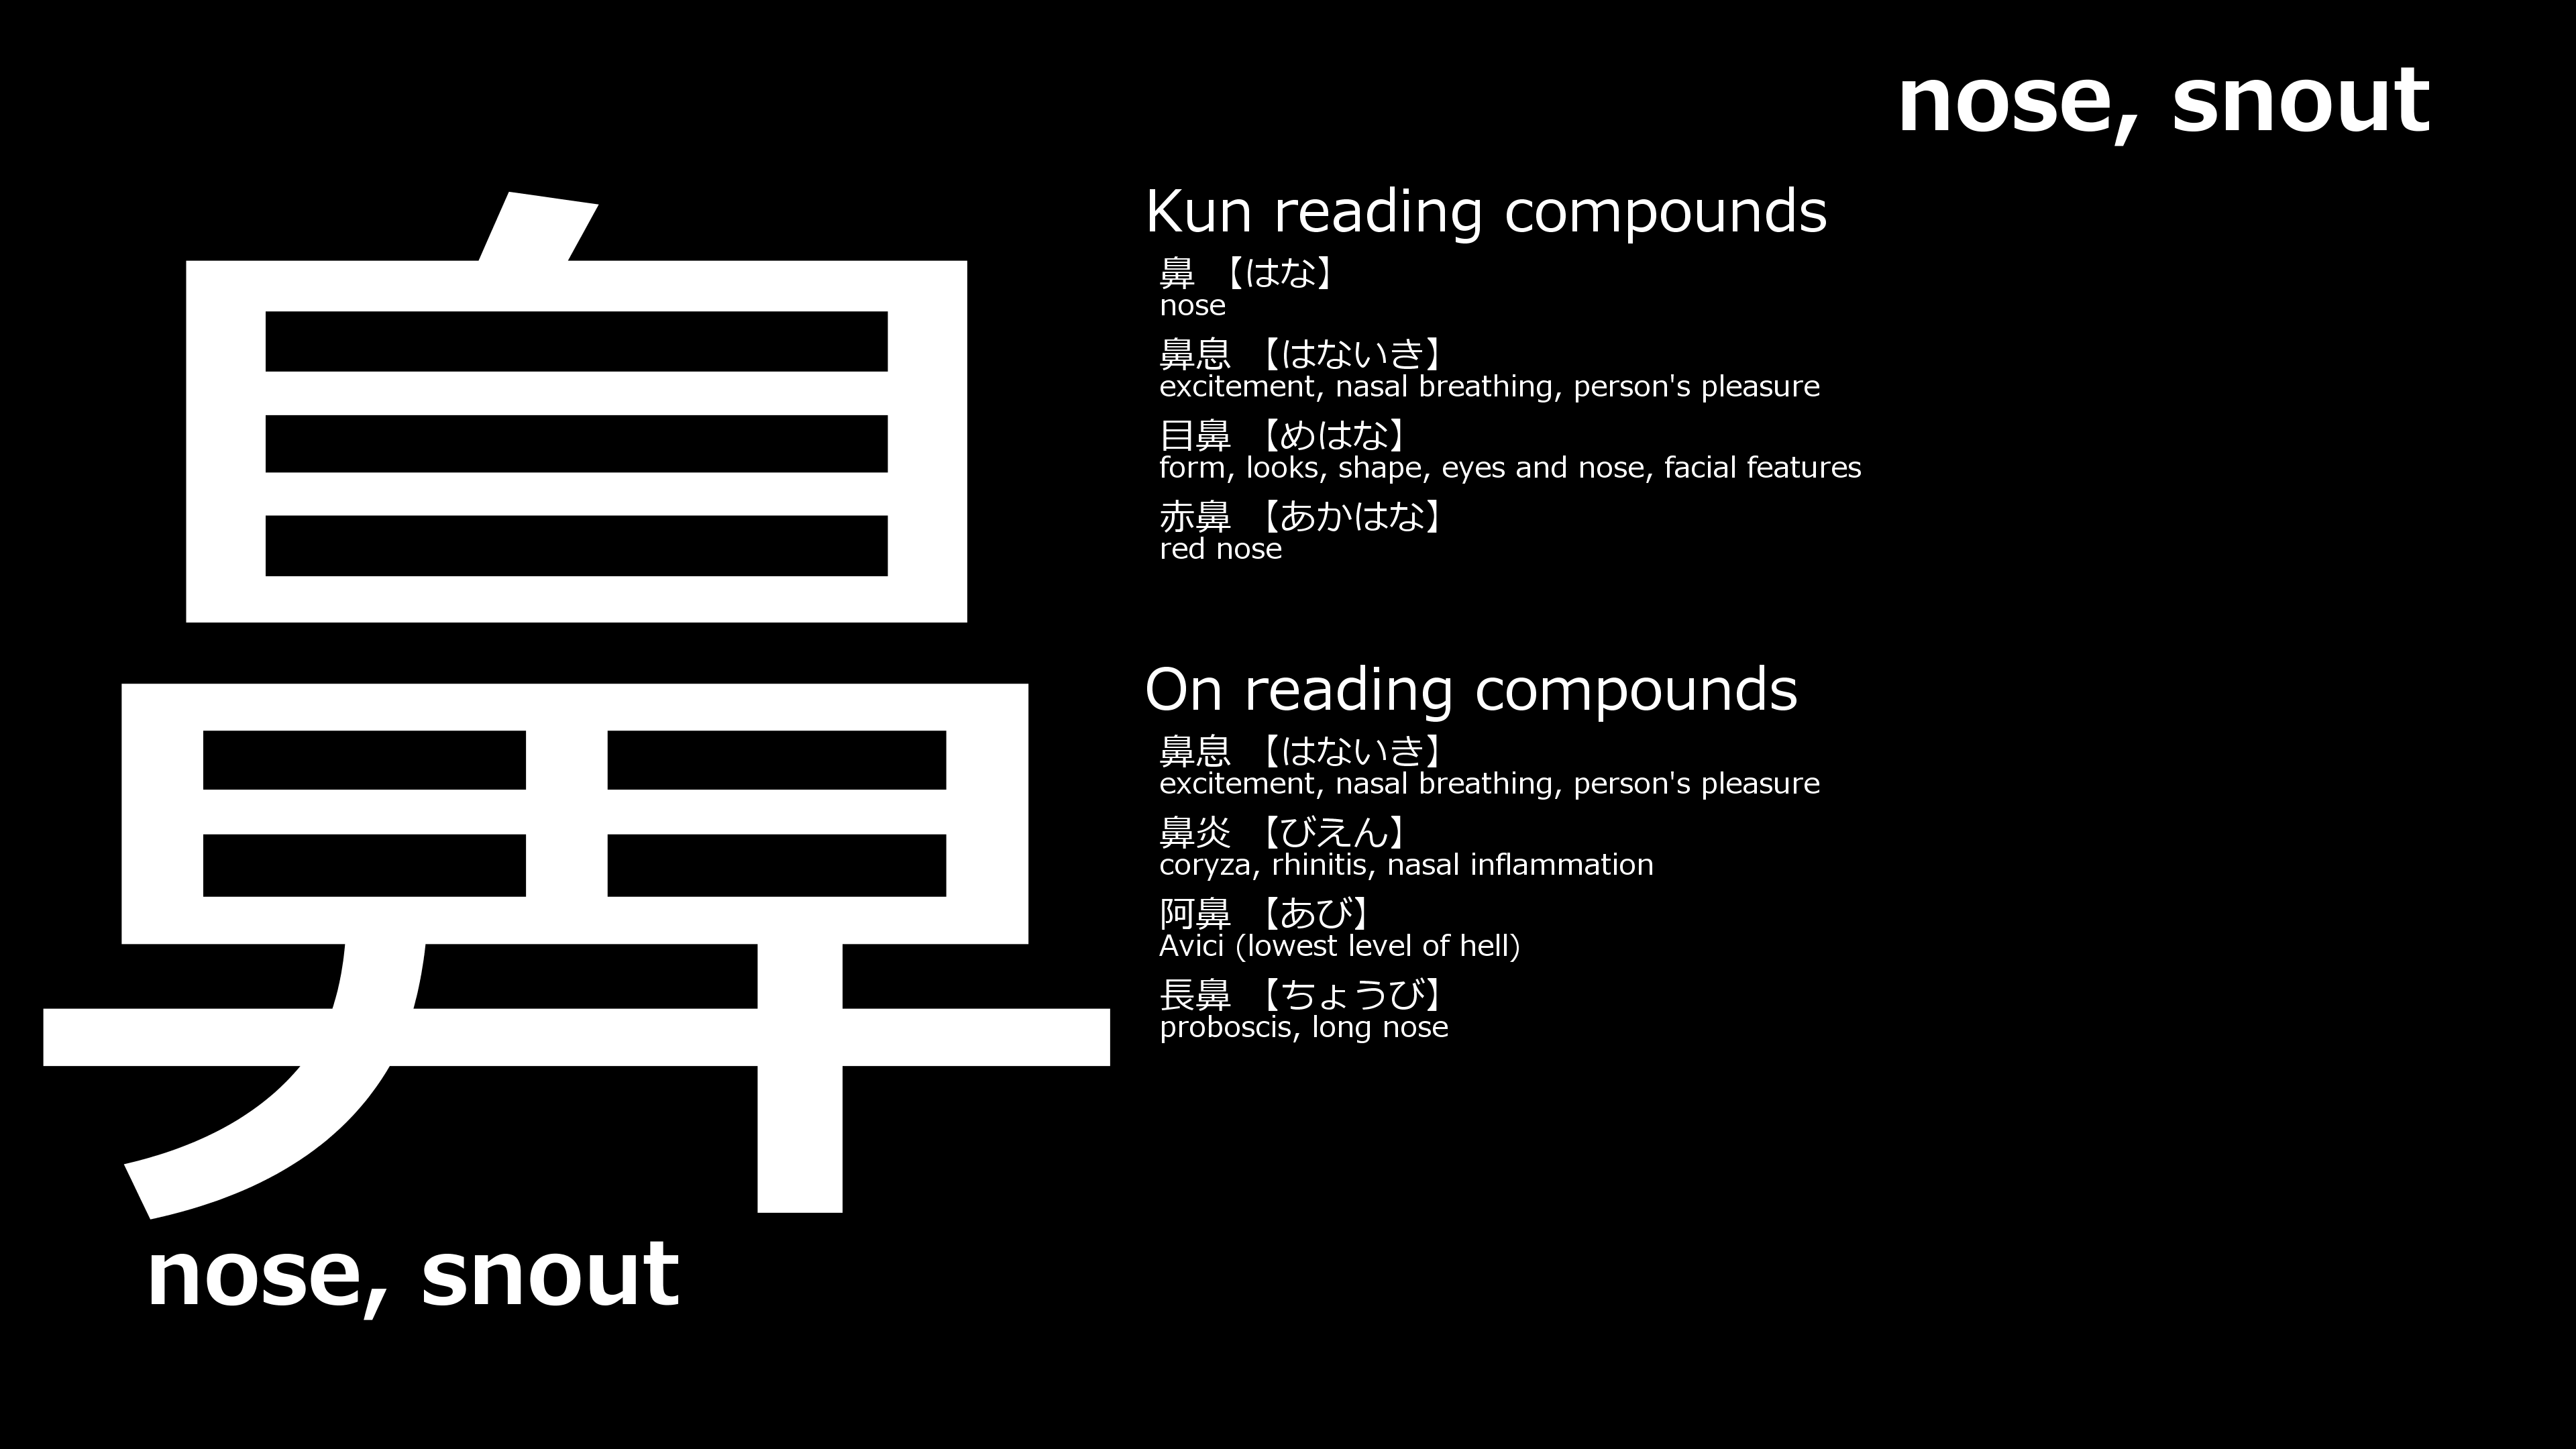 nose, snout
鼻
nose, snout
Kun reading compounds
鼻 【はな】
nose
鼻息 【はないき】
excitement, nasal breathing, person's pleasure
目鼻 【めはな】
form, looks, shape, eyes and nose, facial features
赤鼻 【あかはな】
red nose
On reading compounds
鼻息 【はないき】
excitement, nasal breathing, person's pleasure
鼻炎 【びえん】
coryza, rhinitis, nasal inflammation
阿鼻 【あび】
Avici (lowest level of hell)
長鼻 【ちょうび】
proboscis, long nose